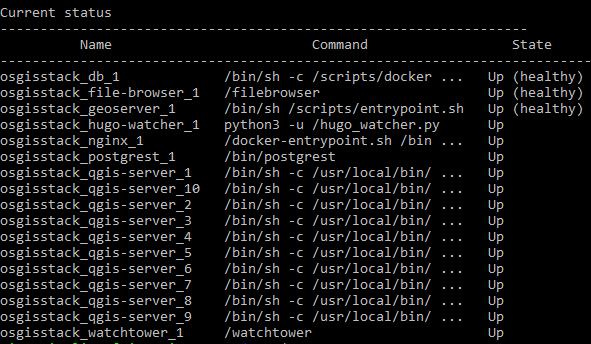 Current status
------------------------------------------------------------------
Name Command State
--------------------------------------------------------------------------
osgisstack_db_1 /bin/sh -c /scripts/docker ... Up (healthy)
osgisstack_file-browser_1 /filebrowser Up (healthy)
osgisstack_geoserver_1 /bin/sh /scripts/entrypoint.sh Up (healthy)
osgisstack_hugo-watcher_1 python3 -u /hugo_watcher.py Up
osgisstack_nginx_1 /docker-entrypoint.sh /bin ... Up
osgisstack_postgrest_1 /bin/postgrest Up
osgisstack_qgis-server_1 /bin/sh -c /usr/local/bin/ ... Up
osgisstack_qgis-server_10 /bin/sh -c /usr/local/bin/ ... Up
osgisstack_qgis-server_2 /bin/sh -c /usr/local/bin/ ... Up
osgisstack_qgis-server_3 /bin/sh -c /usr/local/bin/ ... Up
osgisstack_qgis-server_4 /bin/sh -c /usr/local/bin/ ... Up
osgisstack_qgis-server_5 /bin/sh -c /usr/local/bin/ ... Up
osgisstack_qgis-server_6 /bin/sh -c /usr/local/bin/ ... Up
osgisstack_qgis-server_7 /bin/sh -c /usr/local/bin/ ... Up
osgisstack_qgis-server_8 /bin/sh -c /usr/local/bin/ ... Up
osgisstack_qgis-server_9 /bin/sh -c /usr/local/bin/ ... Up
osgisstack_watchtower_1 /watchtower Up